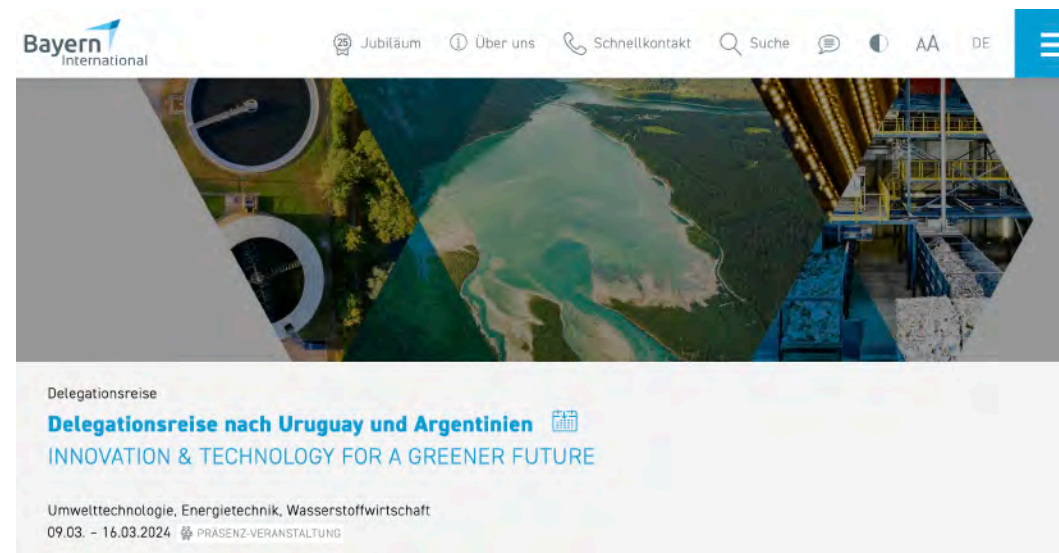 Bayern
International
25 Jubiläum Über uns Schnellkontakt Suche AA DE
Delegationsreise
Delegationsreise nach Uruguay und Argentinien
INNOVATION & TECHNOLOGY FOR A GREENER FUTURE
Umwelttechnologie, Energietechnik, Wasserstoffwirtschaft
09.03. – 16.03.2024 PRÄSENZ-VERANSTALTUNG